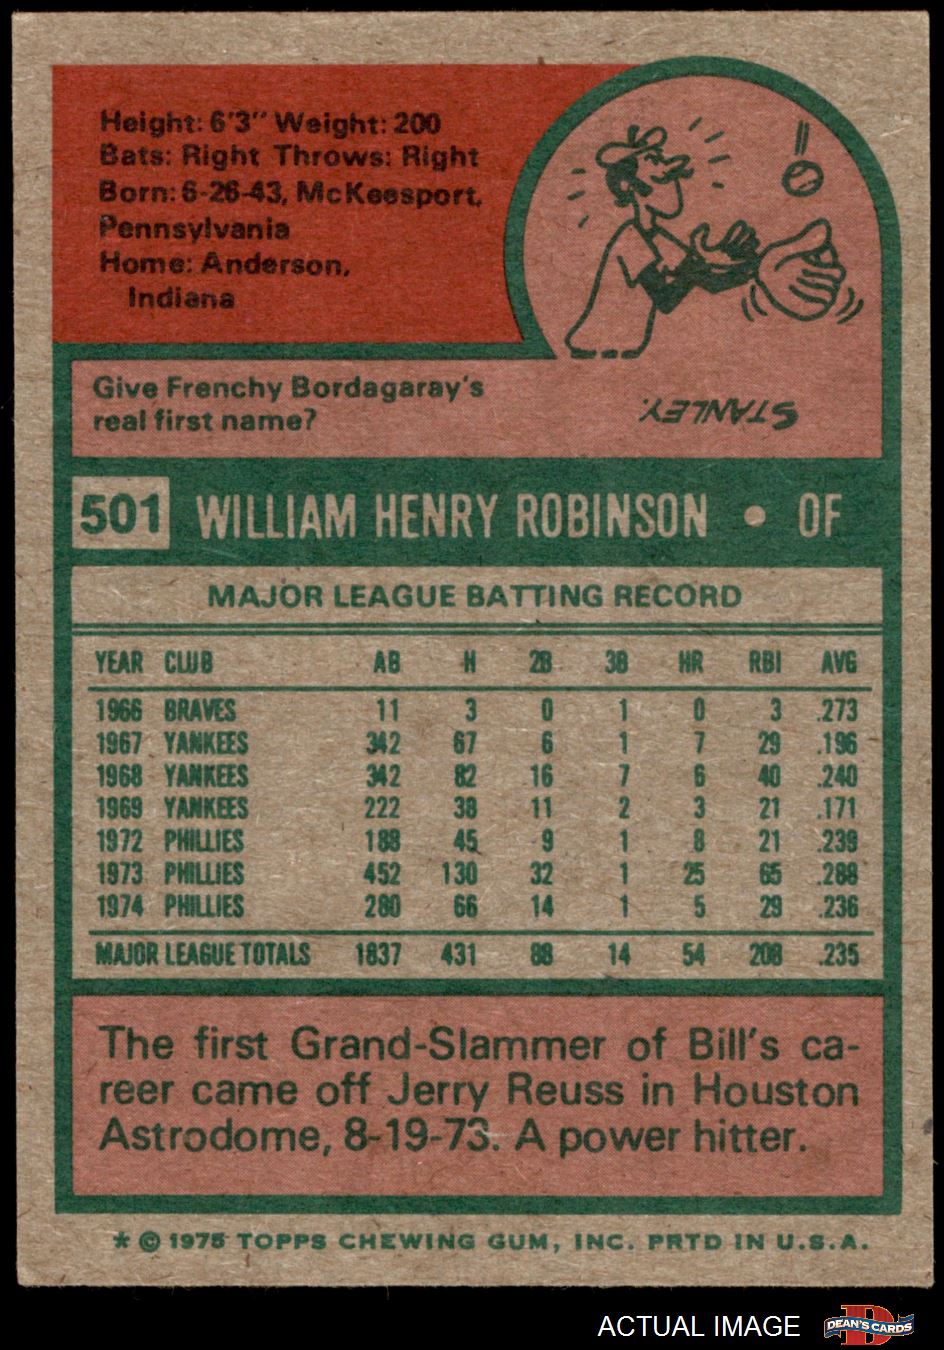 Height: 6'3" Weight: 200
Bats: Right Throws: Right
Born: 6-26-43, McKeesport,
Pennsylvania
Home: Anderson,
Indiana
Give Frenchy Bordagaray's
real first name?
STANLEY.
501 WILLIAM HENRY ROBINSON • OF
MAJOR LEAGUE BATTING RECORD
YEAR CLUB AB H 2B 3B HR RBI AVG
1966 BRAVES 11 3 0 1 0 3 .273
1967 YANKEES 342 67 6 1 7 29 .196
1968 YANKEES 342 82 16 7 6 40 .240
1969 YANKEES 222 38 11 2 3 21 .171
1972 PHILLIES 188 45 9 1 8 21 .239
1973 PHILLIES 452 130 32 1 25 65 .288
1974 PHILLIES 280 66 14 1 5 29 .236
MAJOR LEAGUE TOTALS 1837 431 88 14 54 208 .235
The first Grand-Slammer of Bill's ca-
reer came off Jerry Reuss in Houston
Astrodome, 8-19-73. A power hitter.
* © 1975 TOPPS CHEWING GUM, INC. PRTD IN U.S.A.
ACTUAL IMAGE DEAN'S CARDS